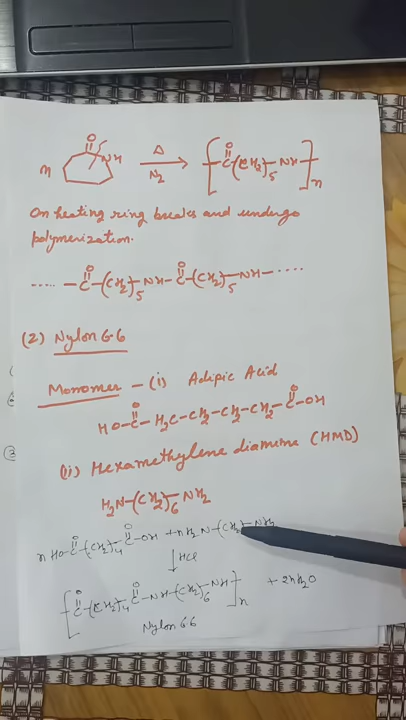 n O NH Δ N2 [ -C(=O)-(CH2)5-NH- ]n
On heating ring breaks and undergo
polymerization.
..... -C(=O)-(CH2)5-NH-C(=O)-(CH2)5-NH- ....
(2) Nylon 6.6
Monomer - (i) Adipic Acid
HO-C(=O)-H2C-CH2-CH2-CH2-C(=O)-OH
(ii) Hexamethylene diamine (HMD)
H2N-(CH2)6-NH2
n HO-C(=O)-(CH2)4-C(=O)-OH + n H2N-(CH2)-NH2
↓ HCl
[ C(=O)-(CH2)4-C(=O)-NH-(CH2)6-NH ]n + 2nH2O
Nylon 66